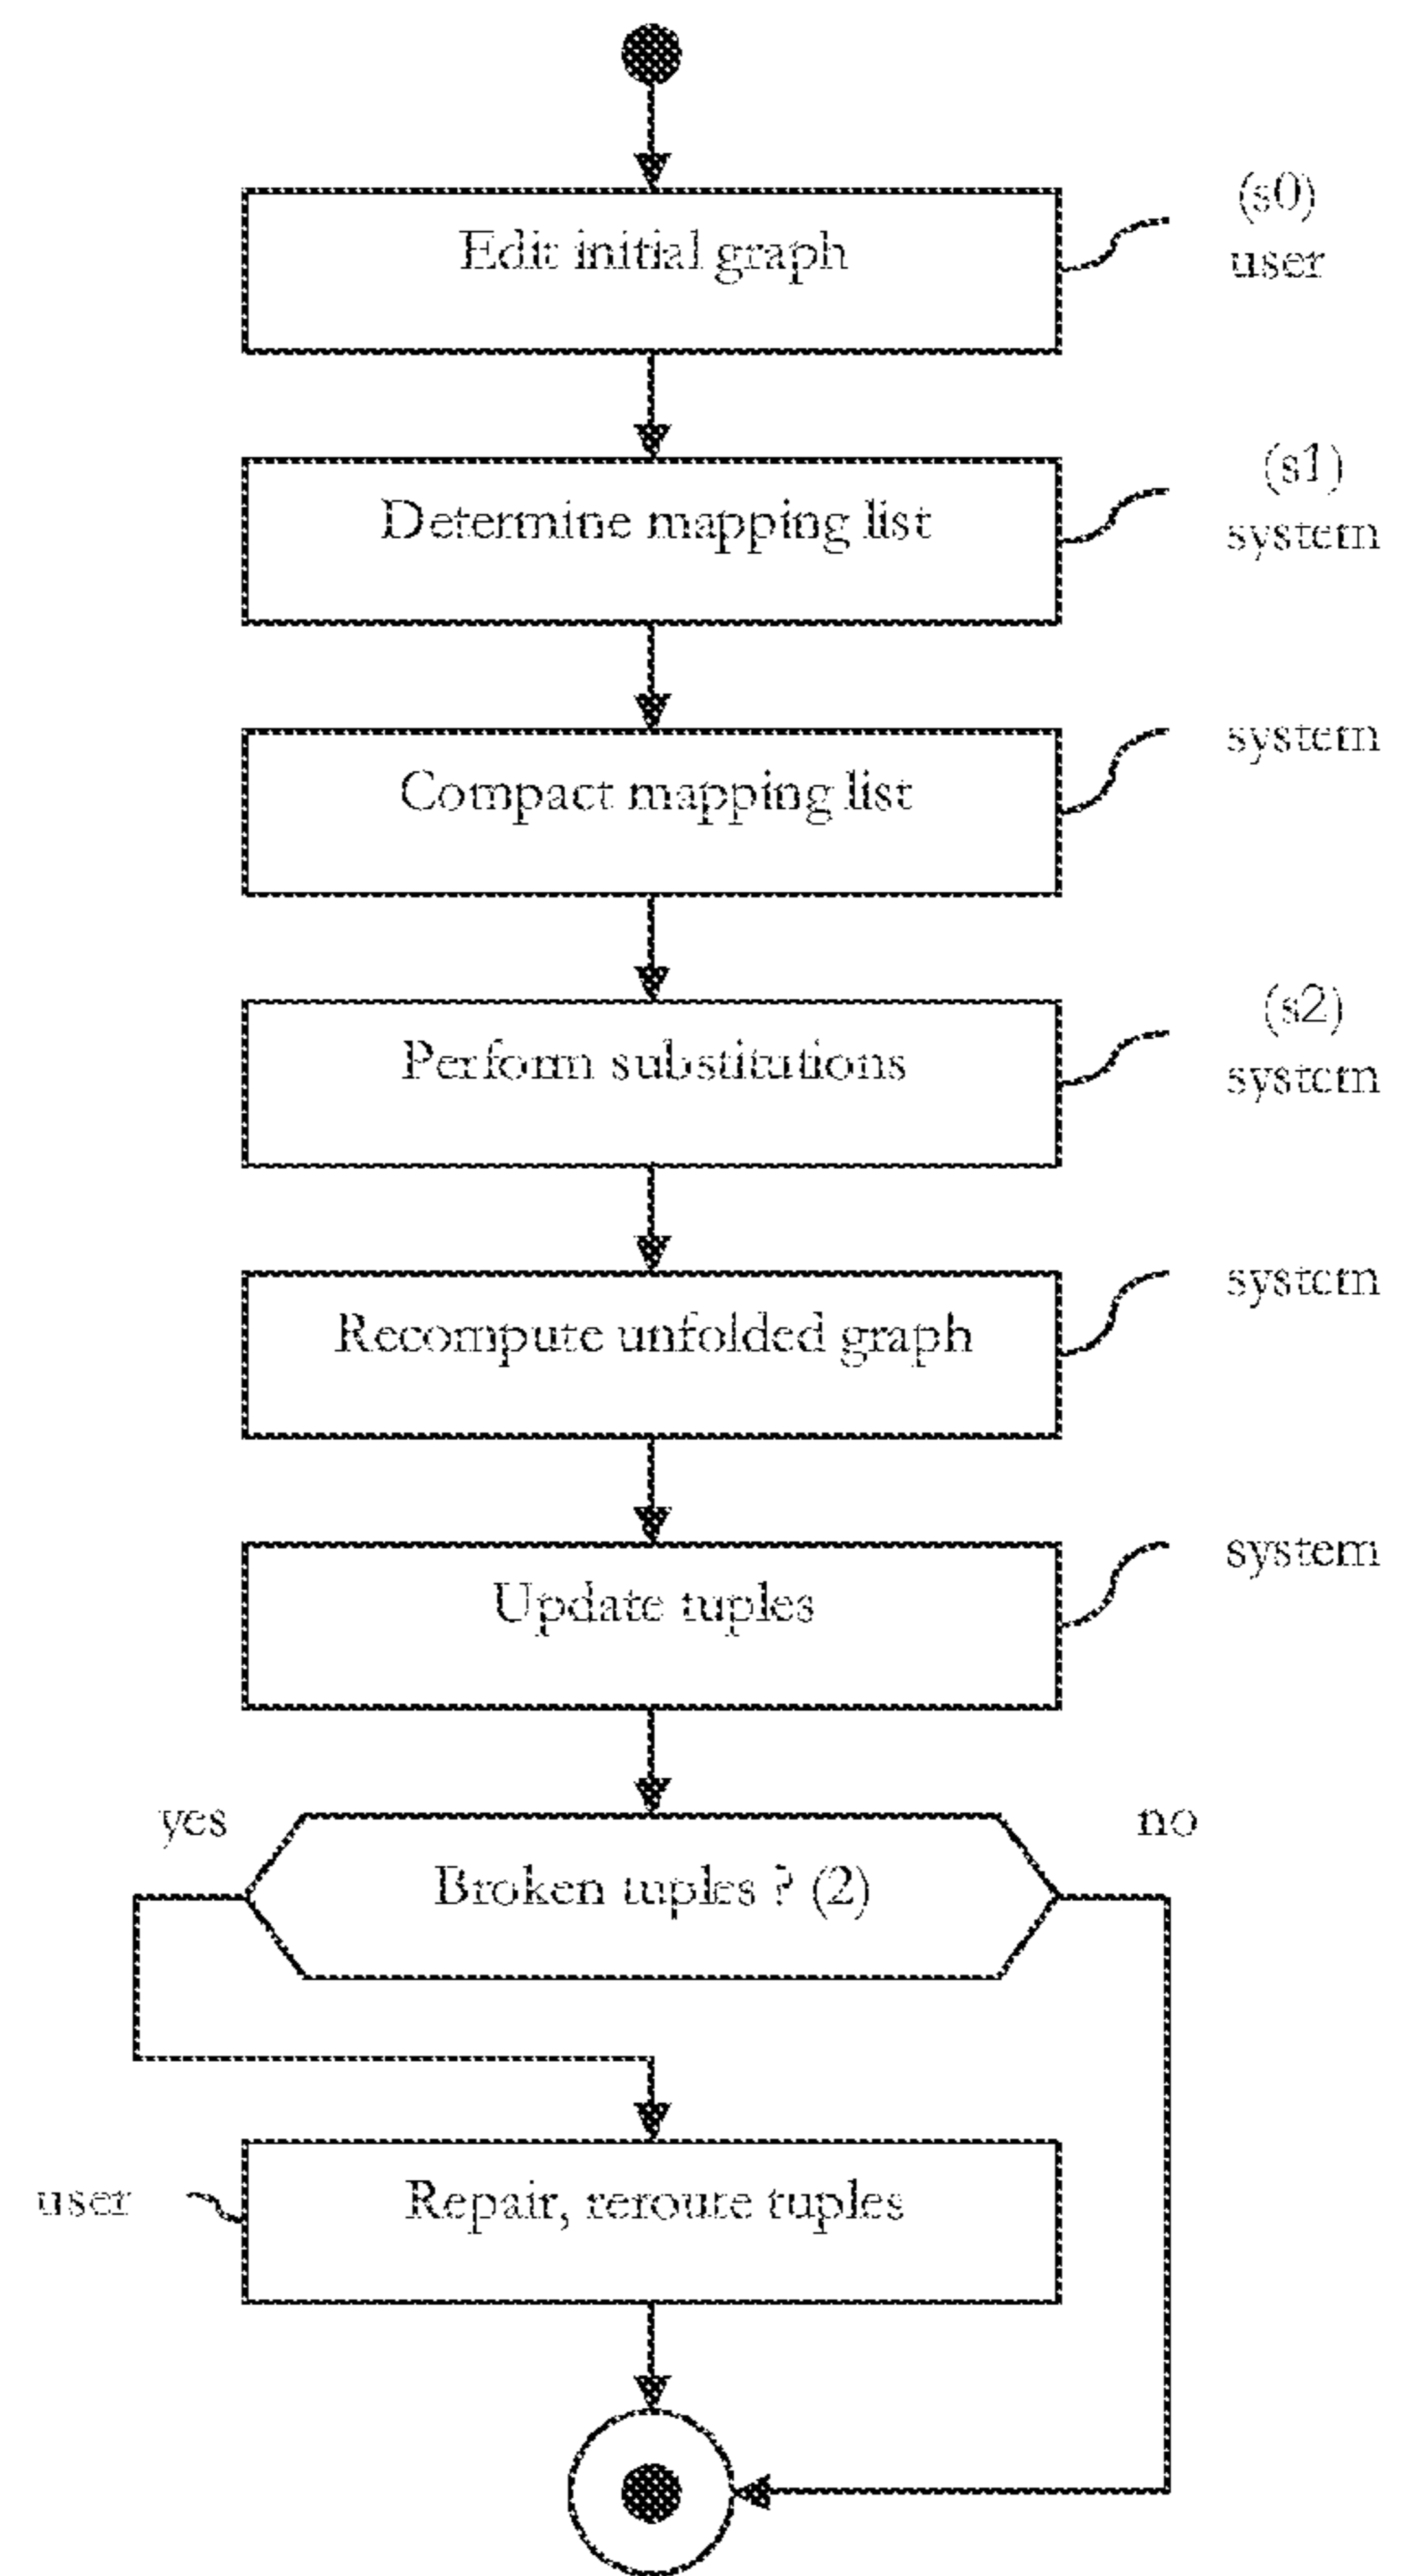 Edit initial graph
(s0)
user
Determine mapping list
(s1)
system
Compact mapping list
system
Perform substitutions
(s2)
system
Recompute unfolded graph
system
Update tuples
system
yes
no
Broken tuples ? (2)
user
Repair, reroute tuples